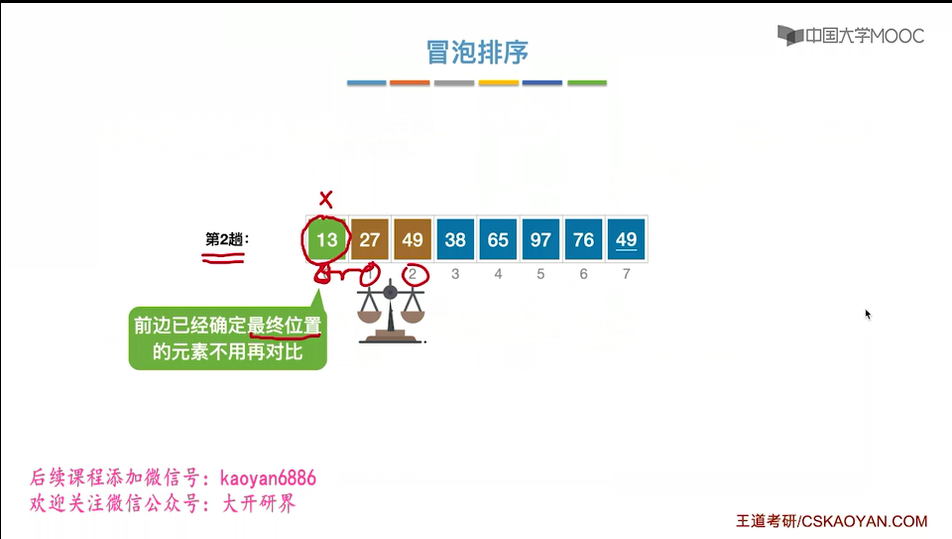 中国大学MOOC
冒泡排序
X
第2趟：
13 27 49 38 65 97 76 49
1 2 3 4 5 6 7
前边已经确定最终位置
的元素不用再对比
后续课程添加微信号：kaoyan6886
欢迎关注微信公众号：大开研界
王道考研/CSKAOYAN.COM